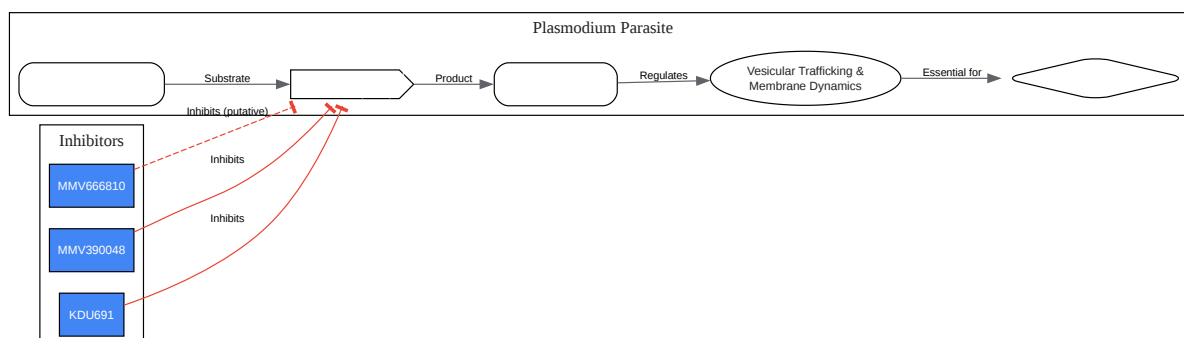 Plasmodium Parasite
Substrate
Product
Regulates
Vesicular Trafficking &
Membrane Dynamics
Essential for
Inhibits (putative)
Inhibitors
MMV666810
Inhibits
MMV390048
Inhibits
KDU691